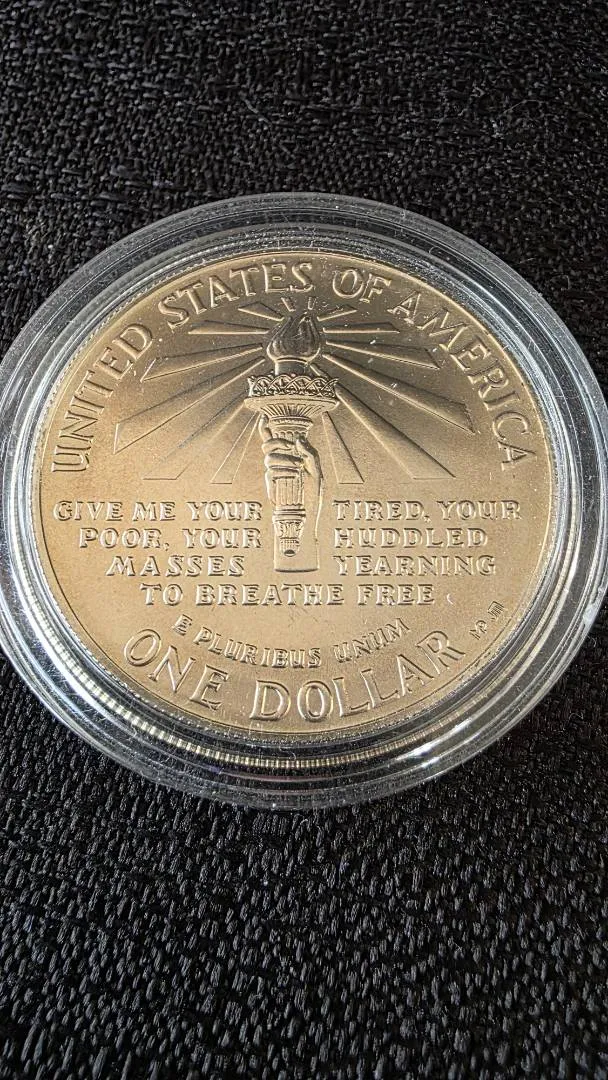 UNITED STATES OF AMERICA
GIVE ME YOUR TIRED, YOUR
POOR, YOUR HUDDLED
MASSES YEARNING
TO BREATHE FREE
E PLURIBUS UNUM
ONE DOLLAR